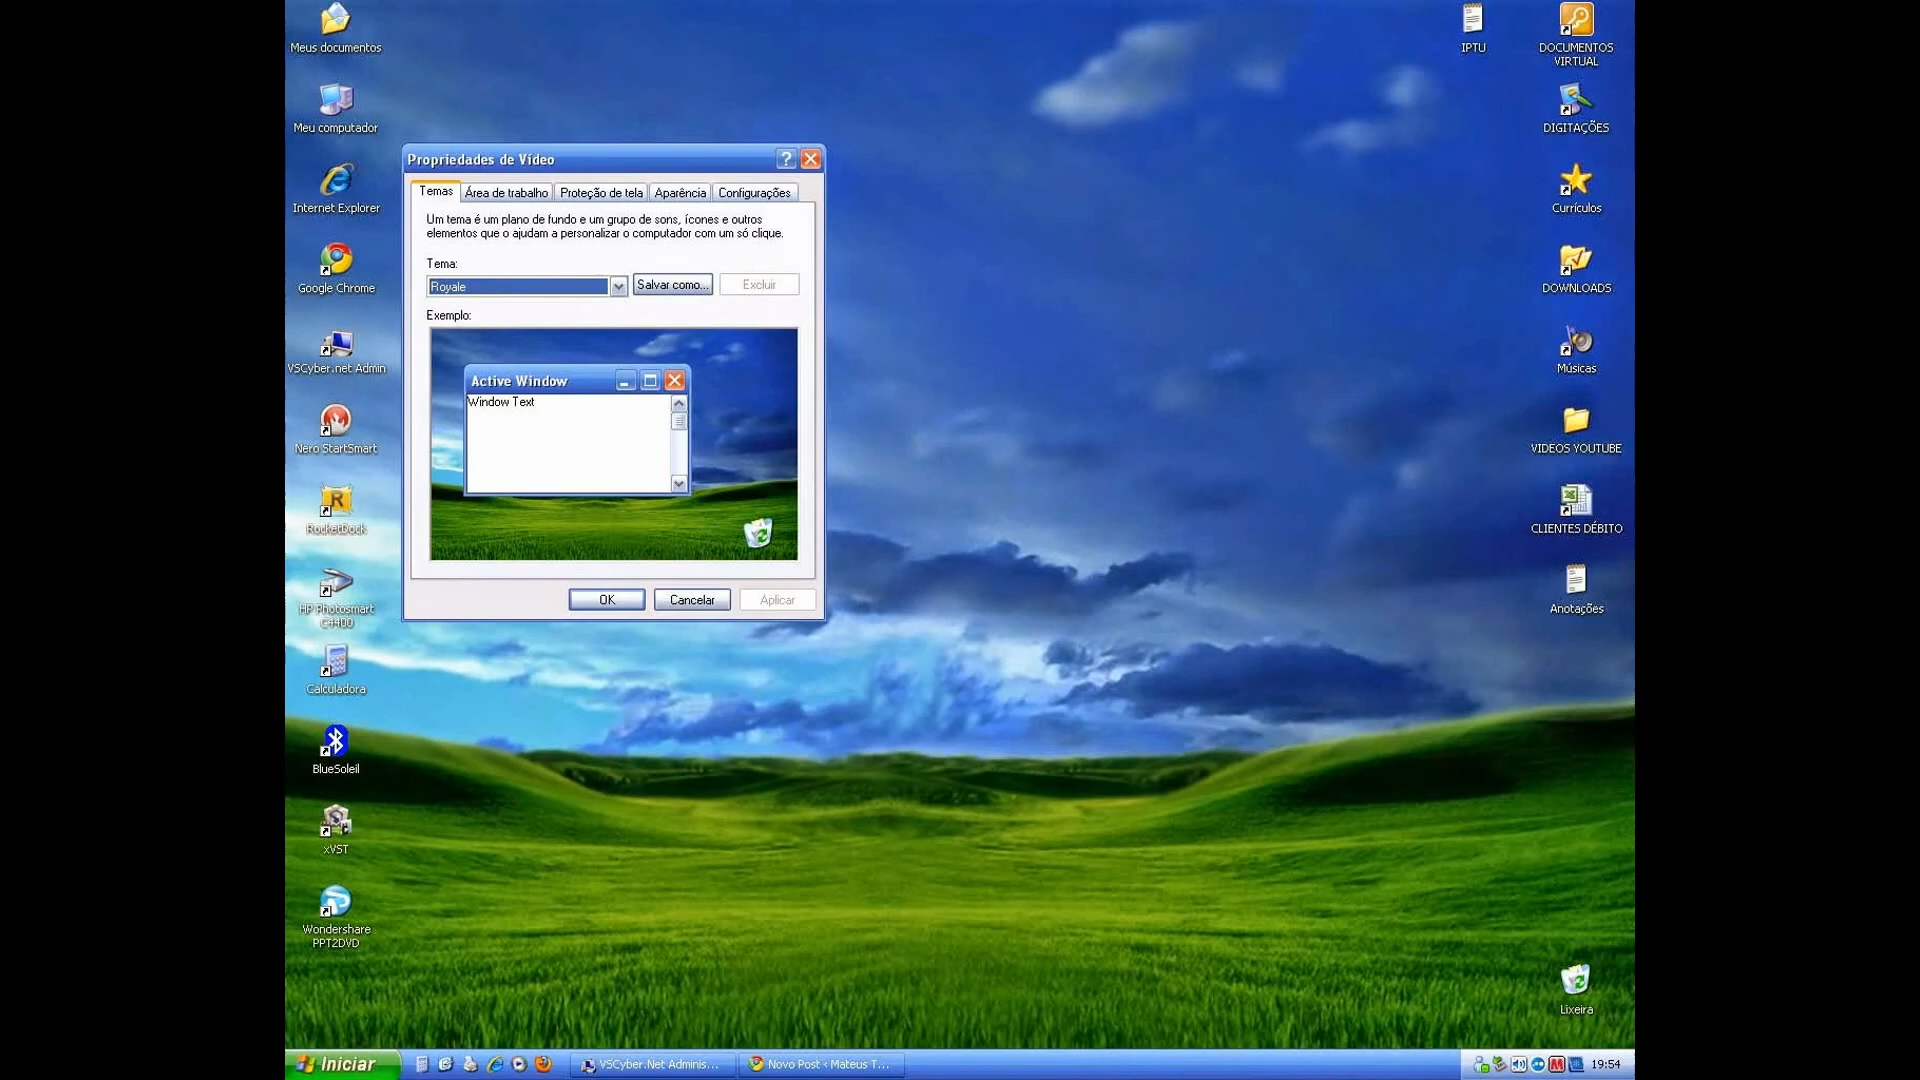 Meus documentos
Meu computador
Internet Explorer
Google Chrome
VSCyber.net Admin
Nero StartSmart
RocketDock
HP Photosmart
C4400
Calculadora
BlueSoleil
xVST
Wondershare
PPT2DVD
Propriedades de Vídeo
Temas
Área de trabalho
Proteção de tela
Aparência
Configurações
Um tema é um plano de fundo e um grupo de sons, ícones e outros
elementos que o ajudam a personalizar o computador com um só clique.
Tema:
Royale
Salvar como...
Excluir
Exemplo:
Active Window
Window Text
OK
Cancelar
Aplicar
IPTU
DOCUMENTOS
VIRTUAL
DIGITAÇÕES
Currículos
DOWNLOADS
Músicas
VIDEOS YOUTUBE
CLIENTES DÉBITO
Anotações
Lixeira
Iniciar
VSCyber.Net Adminis...
Novo Post ‹ Mateus T...
19:54